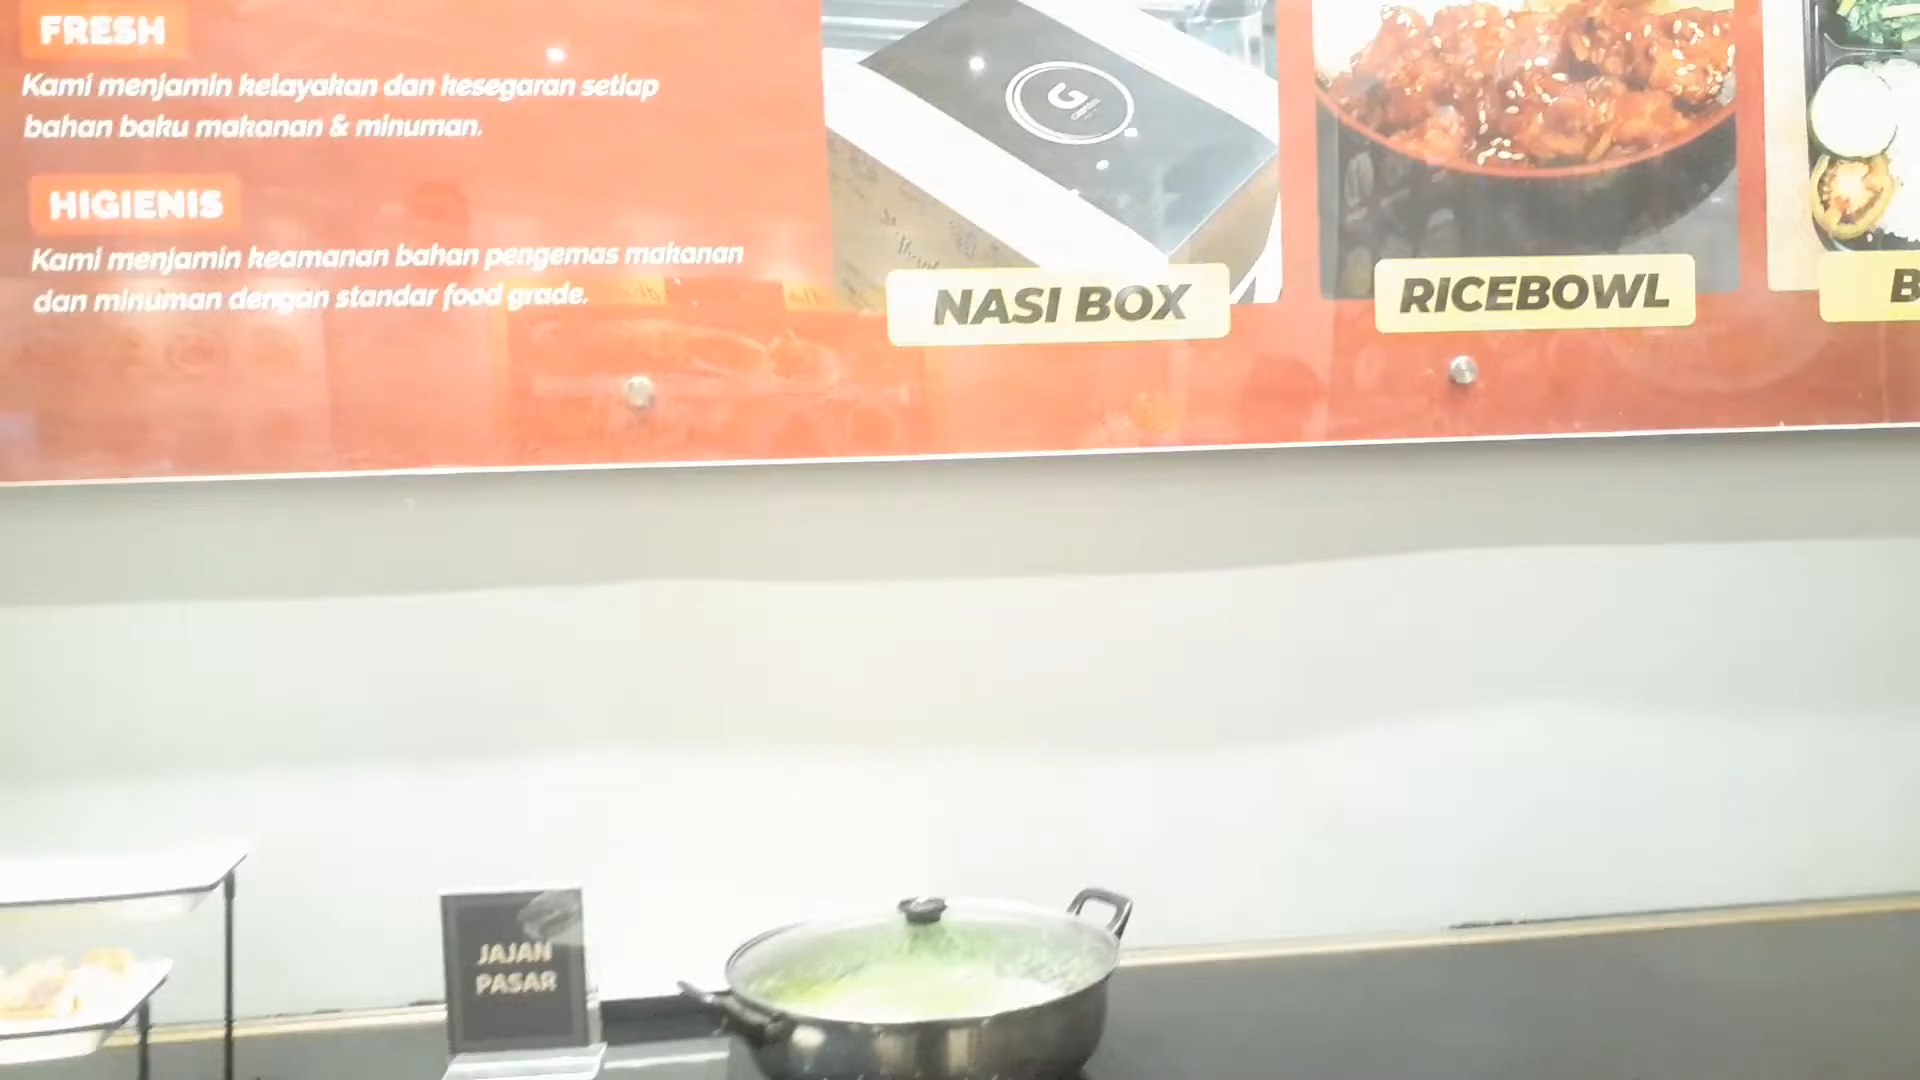 FRESH
Kami menjamin kelayakan dan kesegaran setiap
bahan baku makanan & minuman.
HIGIENIS
Kami menjamin keamanan bahan pengemas makanan
dan minuman dengan standar food grade.
G
NASI BOX
RICEBOWL
JAJAN
PASAR